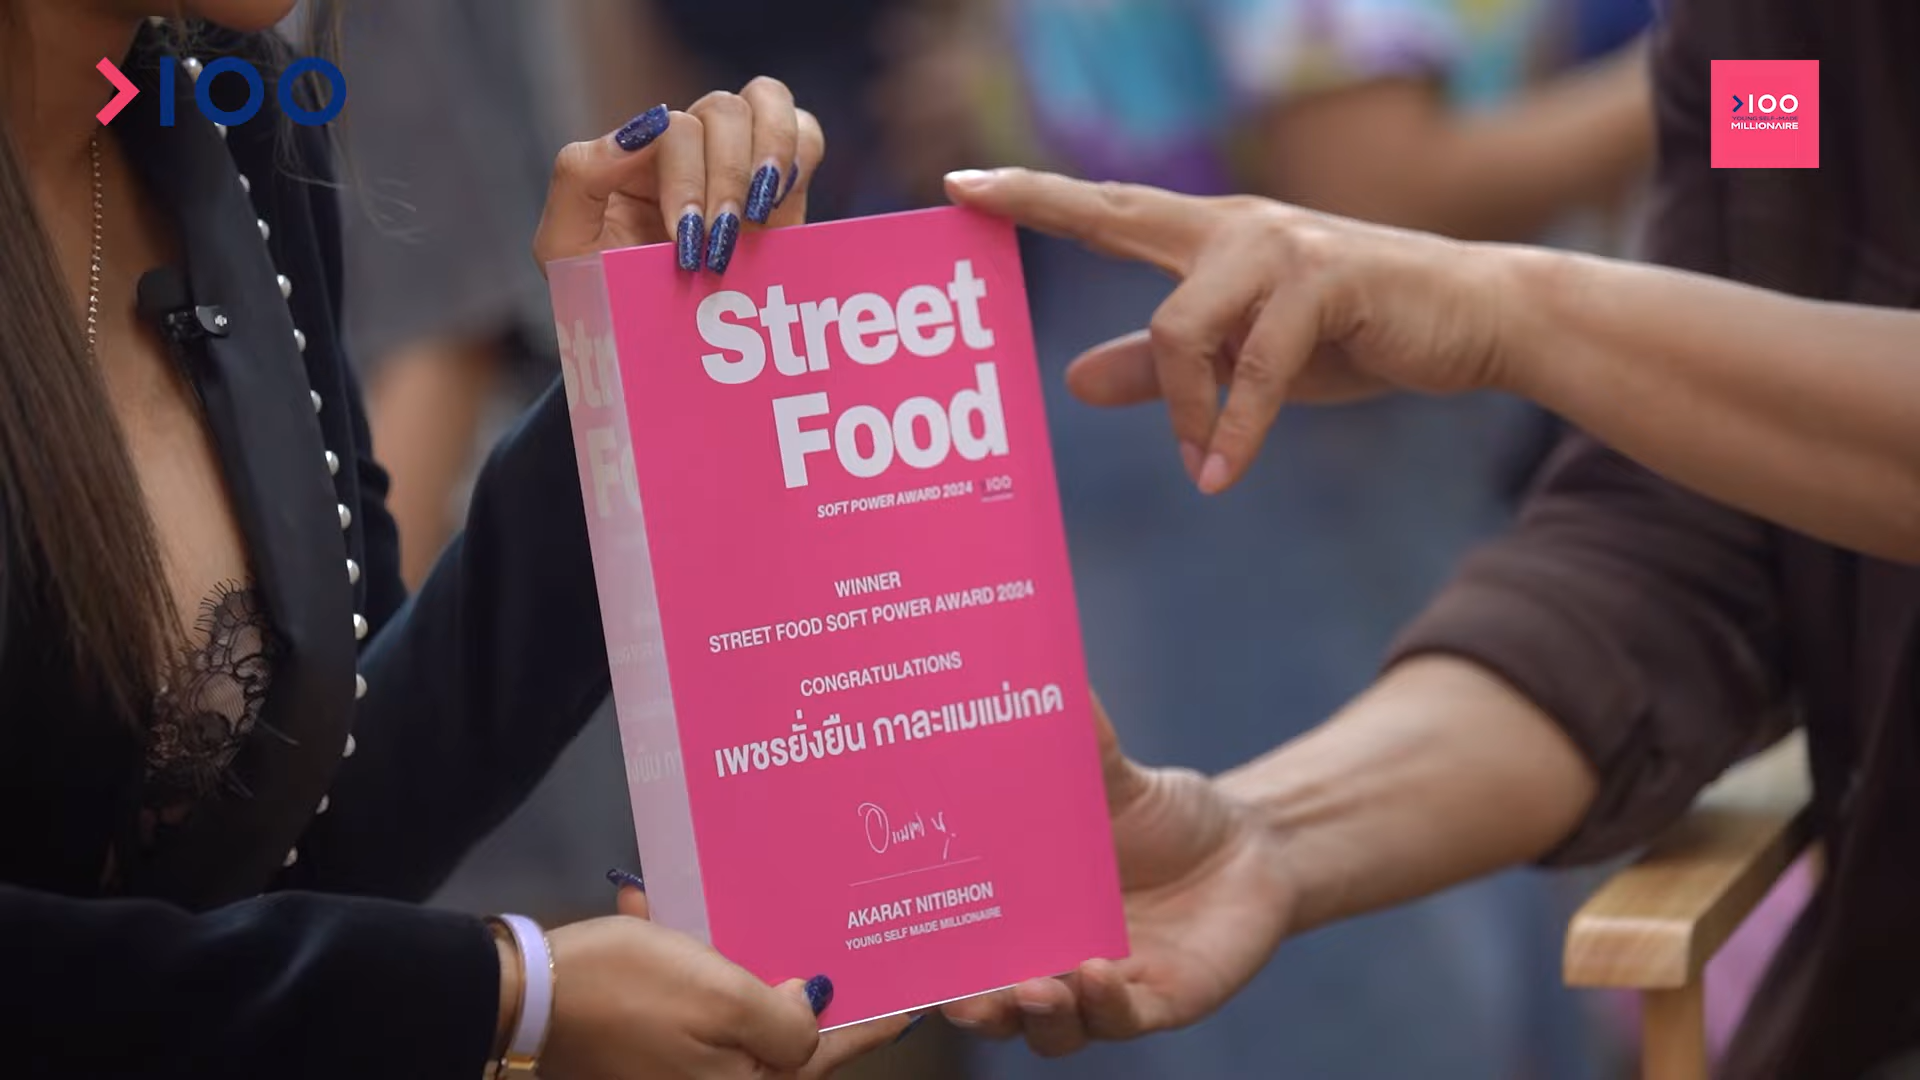 >100
>100
YOUNG SELF-MADE
MILLIONAIRE
Street
Food
SOFT POWER AWARD 2024 >100
WINNER
STREET FOOD SOFT POWER AWARD 2024
CONGRATULATIONS
เพชรยั่งยืน กาละแมแม่เกด
AKARAT NITIBHON
YOUNG SELF MADE MILLIONAIRE